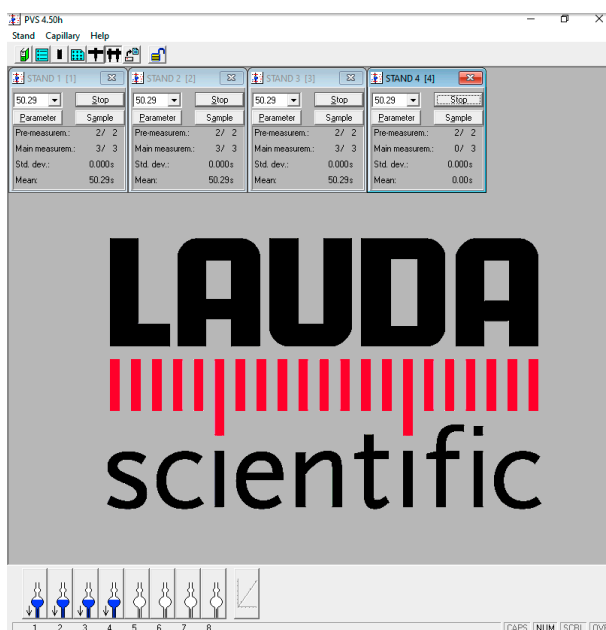 PVS 4.50h
Stand Capillary Help
STAND 1 [1]
50.29 Stop
Parameter Sample
Pre-measurem.: 2/ 2
Main measurem.: 3/ 3
Std. dev.: 0.000s
Mean: 50.29s
STAND 2 [2]
50.29 Stop
Parameter Sample
Pre-measurem.: 2/ 2
Main measurem.: 3/ 3
Std. dev.: 0.000s
Mean: 50.29s
STAND 3 [3]
50.29 Stop
Parameter Sample
Pre-measurem.: 2/ 2
Main measurem.: 3/ 3
Std. dev.: 0.000s
Mean: 50.29s
STAND 4 [4]
50.29 Stop
Parameter Sample
Pre-measurem.: 2/ 2
Main measurem.: 0/ 3
Std. dev.: 0.000s
Mean: 0.00s
LAUDA
scientific
1 2 3 4 5 6 7 8
CAPS NUM SCRL OVR